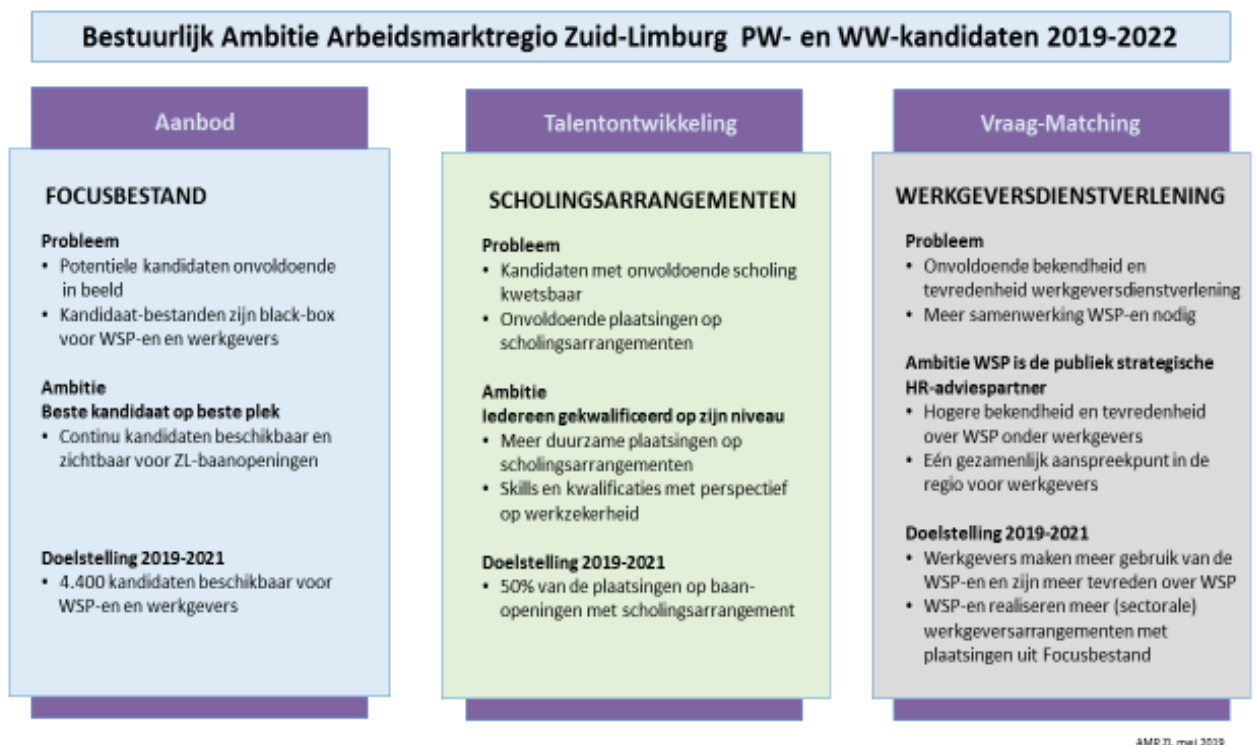 Bestuurlijk Ambitie Arbeidsmarktregio Zuid-Limburg PW- en WW-kandidaten 2019-2022
Aanbod
FOCUSBESTAND
Probleem
• Potentiele kandidaten onvoldoende
in beeld
• Kandidaat-bestanden zijn black-box
voor WSP-en en werkgevers
Ambitie
Beste kandidaat op beste plek
• Continu kandidaten beschikbaar en
zichtbaar voor ZL-baanopeningen
Doelstelling 2019-2021
• 4.400 kandidaten beschikbaar voor
WSP-en en werkgevers
Talentontwikkeling
SCHOLINGSARRANGEMENTEN
Probleem
• Kandidaten met onvoldoende scholing
kwetsbaar
• Onvoldoende plaatsingen op
scholingsarrangementen
Ambitie
Iedereen gekwalificeerd op zijn niveau
• Meer duurzame plaatsingen op
scholingsarrangementen
• Skills en kwalificaties met perspectief
op werkzekerheid
Doelstelling 2019-2021
• 50% van de plaatsingen op baan-
openingen met scholingsarrangement
Vraag-Matching
WERKGEVERSDIENSTVERLENING
Probleem
• Onvoldoende bekendheid en
tevredenheid werkgeversdienstverlening
• Meer samenwerking WSP-en nodig
Ambitie WSP is de publiek strategische
HR-adviespartner
• Hogere bekendheid en tevredenheid
over WSP onder werkgevers
• Eén gezamenlijk aanspreekpunt in de
regio voor werkgevers
Doelstelling 2019-2021
• Werkgevers maken meer gebruik van de
WSP-en en zijn meer tevreden over WSP
• WSP-en realiseren meer (sectorale)
werkgeversarrangementen met
plaatsingen uit Focusbestand
AMR ZL mei 2019